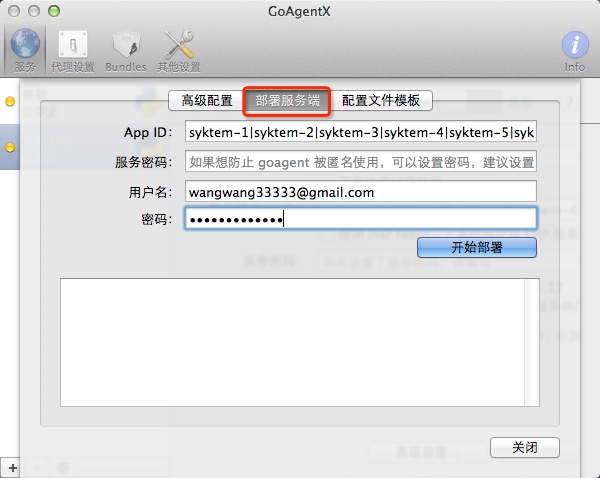 GoAgentX
服务 代理设置 Bundles 其他设置 Info
高级配置 部署服务端 配置文件模板
App ID: syktem-1|syktem-2|syktem-3|syktem-4|syktem-5|syk
服务密码: 如果想防止 goagent 被匿名使用，可以设置密码，建议设置
用户名: wangwang33333@gmail.com
密码: •••••••••••••
开始部署
关闭